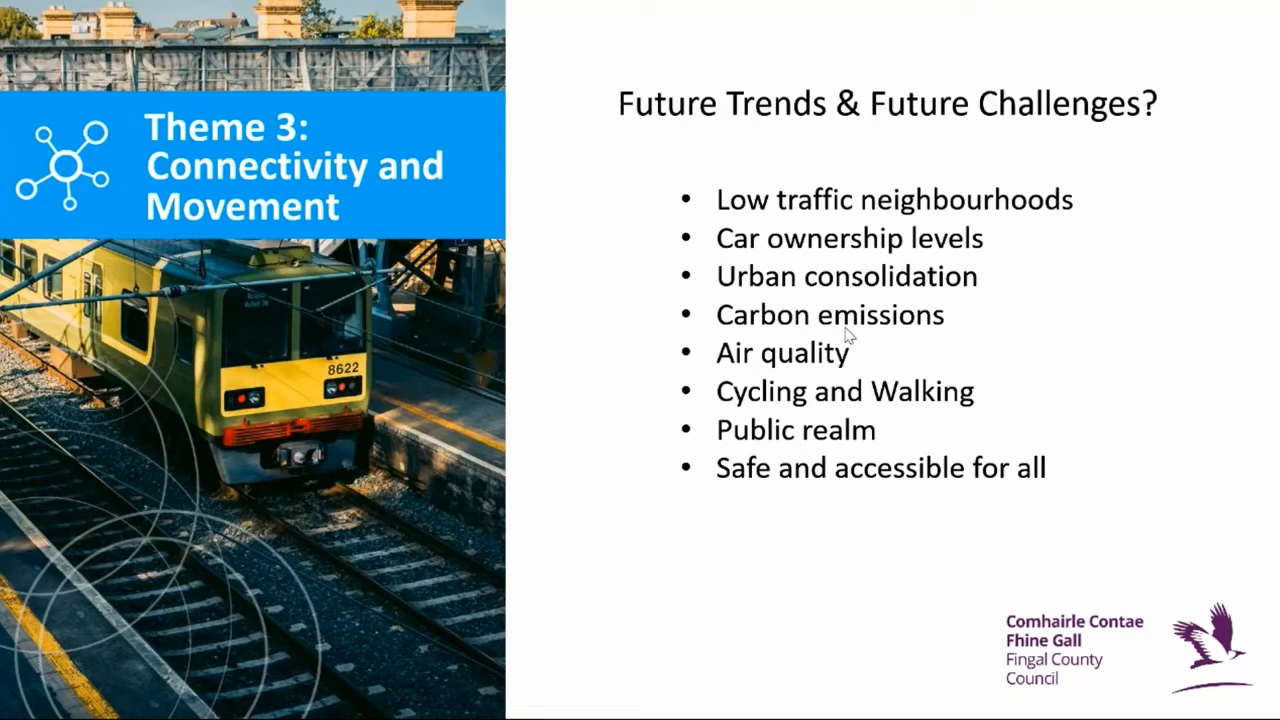 Theme 3:
Connectivity and
Movement
8622
Future Trends & Future Challenges?
• Low traffic neighbourhoods
• Car ownership levels
• Urban consolidation
• Carbon emissions
• Air quality
• Cycling and Walking
• Public realm
• Safe and accessible for all
Comhairle Contae
Fhine Gall
Fingal County
Council